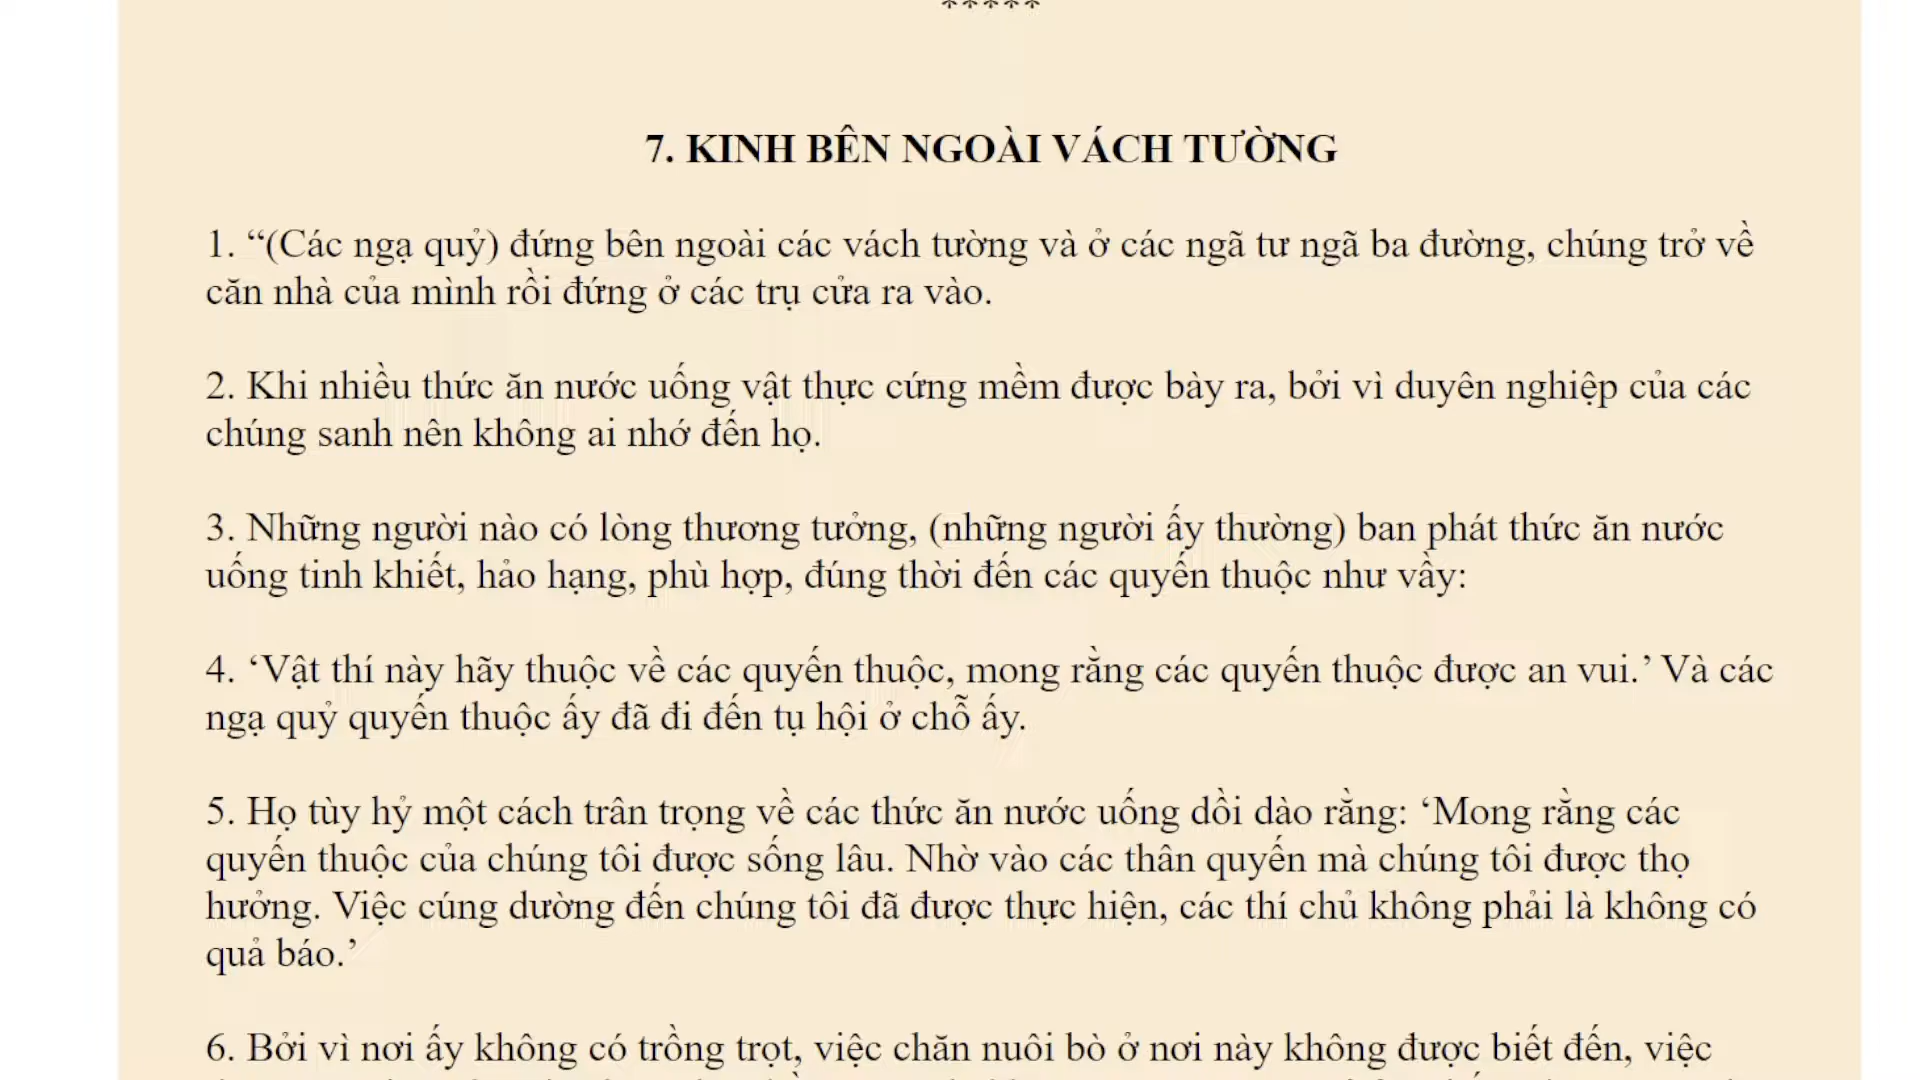 *****
7. KINH BÊN NGOÀI VÁCH TƯỜNG
1. “(Các ngạ quỷ) đứng bên ngoài các vách tường và ở các ngã tư ngã ba đường, chúng trở về
căn nhà của mình rồi đứng ở các trụ cửa ra vào.
2. Khi nhiều thức ăn nước uống vật thực cứng mềm được bày ra, bởi vì duyên nghiệp của các
chúng sanh nên không ai nhớ đến họ.
3. Những người nào có lòng thương tưởng, (những người ấy thường) ban phát thức ăn nước
uống tinh khiết, hảo hạng, phù hợp, đúng thời đến các quyến thuộc như vầy:
4. ‘Vật thí này hãy thuộc về các quyến thuộc, mong rằng các quyến thuộc được an vui.’ Và các
ngạ quỷ quyến thuộc ấy đã đi đến tụ hội ở chỗ ấy.
5. Họ tùy hỷ một cách trân trọng về các thức ăn nước uống dồi dào rằng: ‘Mong rằng các
quyến thuộc của chúng tôi được sống lâu. Nhờ vào các thân quyến mà chúng tôi được thọ
hưởng. Việc cúng dường đến chúng tôi đã được thực hiện, các thí chủ không phải là không có
quả báo.’
6. Bởi vì nơi ấy không có trồng trọt, việc chăn nuôi bò ở nơi này không được biết đến, việc